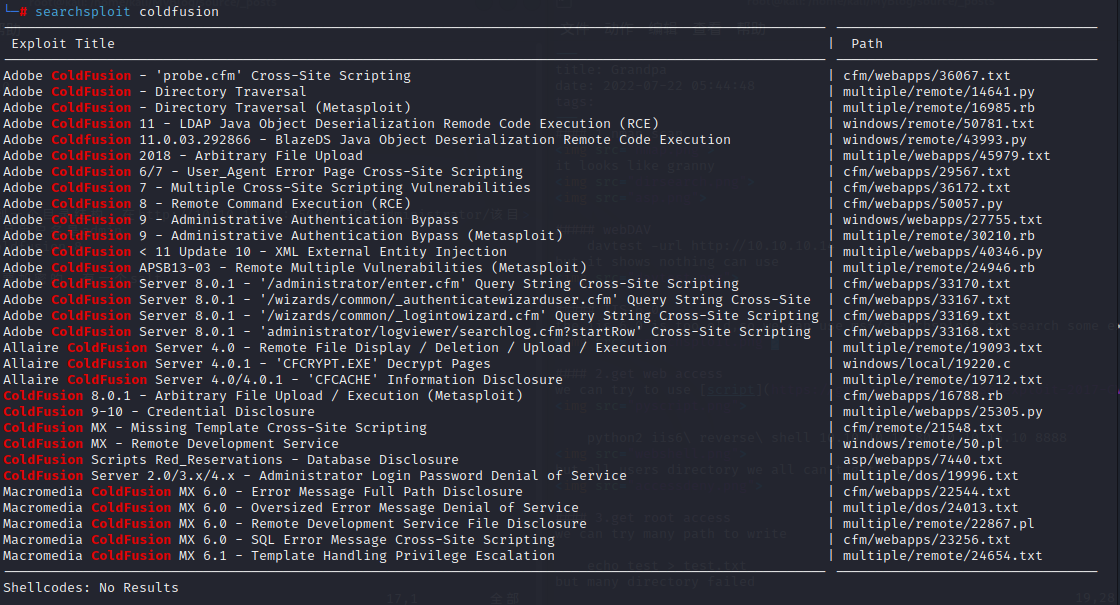 └─# searchsploit coldfusion
Exploit Title | Path
Adobe ColdFusion - 'probe.cfm' Cross-Site Scripting | cfm/webapps/36067.txt
Adobe ColdFusion - Directory Traversal | multiple/remote/14641.py
Adobe ColdFusion - Directory Traversal (Metasploit) | multiple/remote/16985.rb
Adobe ColdFusion 11 - LDAP Java Object Deserialization Remode Code Execution (RCE) | windows/remote/50781.txt
Adobe ColdFusion 11.0.03.292866 - BlazeDS Java Object Deserialization Remote Code Execution | windows/remote/43993.py
Adobe ColdFusion 2018 - Arbitrary File Upload | multiple/webapps/45979.txt
Adobe ColdFusion 6/7 - User_Agent Error Page Cross-Site Scripting | cfm/webapps/29567.txt
Adobe ColdFusion 7 - Multiple Cross-Site Scripting Vulnerabilities | cfm/webapps/36172.txt
Adobe ColdFusion 8 - Remote Command Execution (RCE) | cfm/webapps/50057.py
Adobe ColdFusion 9 - Administrative Authentication Bypass | windows/webapps/27755.txt
Adobe ColdFusion 9 - Administrative Authentication Bypass (Metasploit) | multiple/remote/30210.rb
Adobe ColdFusion < 11 Update 10 - XML External Entity Injection | multiple/webapps/40346.py
Adobe ColdFusion APSB13-03 - Remote Multiple Vulnerabilities (Metasploit) | multiple/remote/24946.rb
Adobe ColdFusion Server 8.0.1 - '/administrator/enter.cfm' Query String Cross-Site Scripting | cfm/webapps/33170.txt
Adobe ColdFusion Server 8.0.1 - '/wizards/common/_authenticatewizarduser.cfm' Query String Cross-Site | cfm/webapps/33167.txt
Adobe ColdFusion Server 8.0.1 - '/wizards/common/_logintowizard.cfm' Query String Cross-Site Scripting | cfm/webapps/33169.txt
Adobe ColdFusion Server 8.0.1 - 'administrator/logviewer/searchlog.cfm?startRow' Cross-Site Scripting | cfm/webapps/33168.txt
Allaire ColdFusion Server 4.0 - Remote File Display / Deletion / Upload / Execution | multiple/remote/19093.txt
Allaire ColdFusion Server 4.0.1 - 'CFCRYPT.EXE' Decrypt Pages | windows/local/19220.c
Allaire ColdFusion Server 4.0/4.0.1 - 'CFCACHE' Information Disclosure | multiple/remote/19712.txt
ColdFusion 8.0.1 - Arbitrary File Upload / Execution (Metasploit) | cfm/webapps/16788.rb
ColdFusion 9-10 - Credential Disclosure | multiple/webapps/25305.py
ColdFusion MX - Missing Template Cross-Site Scripting | cfm/remote/21548.txt
ColdFusion MX - Remote Development Service | windows/remote/50.pl
ColdFusion Scripts Red_Reservations - Database Disclosure | asp/webapps/7440.txt
ColdFusion Server 2.0/3.x/4.x - Administrator Login Password Denial of Service | multiple/dos/19996.txt
Macromedia ColdFusion MX 6.0 - Error Message Full Path Disclosure | cfm/webapps/22544.txt
Macromedia ColdFusion MX 6.0 - Oversized Error Message Denial of Service | multiple/dos/24013.txt
Macromedia ColdFusion MX 6.0 - Remote Development Service File Disclosure | multiple/remote/22867.pl
Macromedia ColdFusion MX 6.0 - SQL Error Message Cross-Site Scripting | cfm/webapps/23256.txt
Macromedia ColdFusion MX 6.1 - Template Handling Privilege Escalation | multiple/remote/24654.txt
Shellcodes: No Results